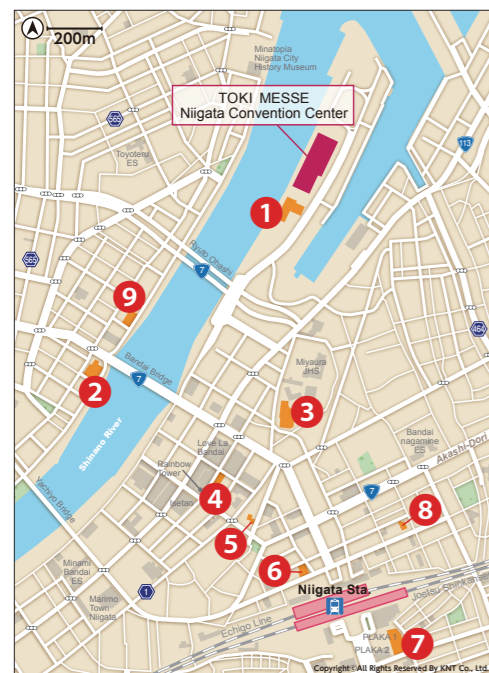 200m
Minatopia
Niigata City
History Museum
TOKI MESSE
Niigata Convention Center
565
113
Toyoteru
ES
1
Ryuto Ohashi
7
565
9
464
Bandai Bridge
Miyaura
JHS
2
7
3
Shinano River
Love La
Bandai
Bandai
nagamine
ES
Akashi-Dori
Rainbow
Tower
4
Isetan
7
Yachiyo Bridge
8
5
Minami
Bandai
ES
6
Niigata Sta.
1
Marimo
Town
Niigata
Joetsu Shinkansen
Echigo Line
PLAKA 1
PLAKA 2
7
Copyright©All Rights Reserved By KNT Co., Ltd.